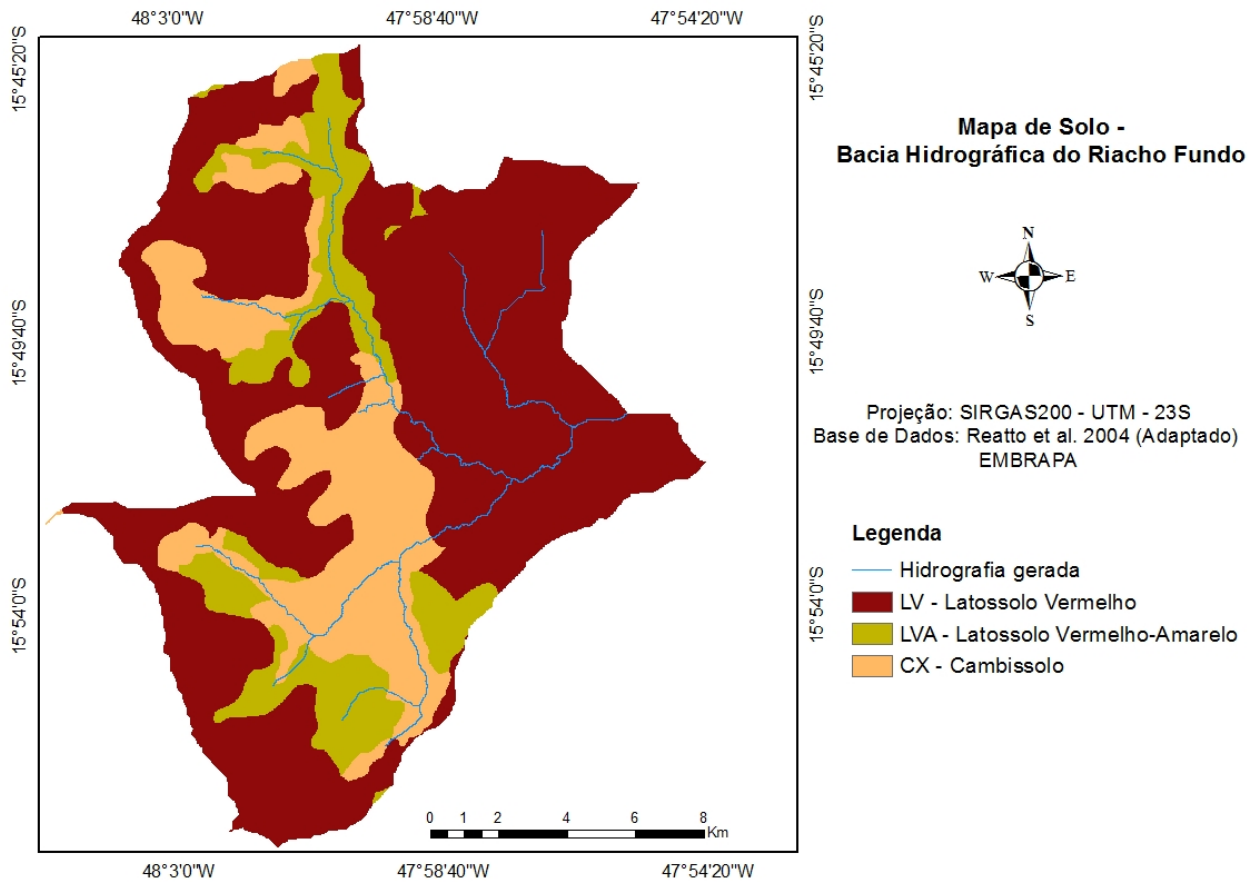 48°3'0"W 47°58'40"W 47°54'20"W
15°45'20"S
15°45'20"S
Mapa de Solo -
Bacia Hidrográfica do Riacho Fundo
N
W E
S
15°49'40"S
15°49'40"S
Projeção: SIRGAS200 - UTM - 23S
Base de Dados: Reatto et al. 2004 (Adaptado)
EMBRAPA
Legenda
Hidrografia gerada
LV - Latossolo Vermelho
LVA - Latossolo Vermelho-Amarelo
CX - Cambissolo
15°54'0"S
15°54'0"S
0 1 2 4 6 8
Km
48°3'0"W 47°58'40"W 47°54'20"W